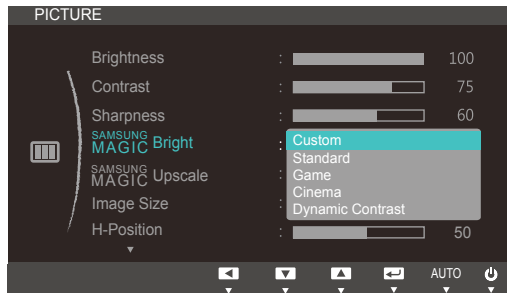 PICTURE
Brightness : 100
Contrast : 75
Sharpness : 60
SAMSUNG
MAGIC Bright :
Custom
Standard
Game
Cinema
Dynamic Contrast
SAMSUNG
MAGIC Upscale :
Image Size :
H-Position : 50
AUTO